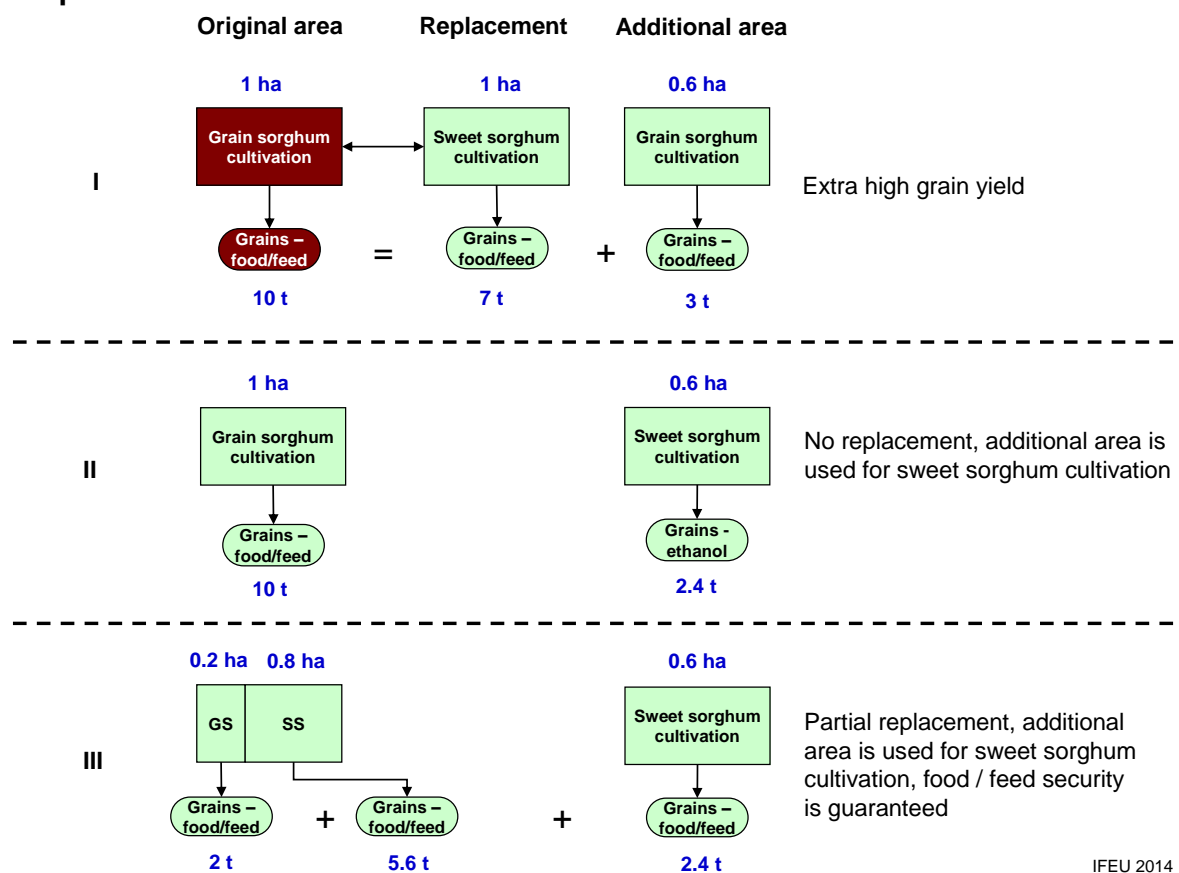 Original area
Replacement
Additional area
1 ha
1 ha
0.6 ha
Grain sorghum
cultivation
Sweet sorghum
cultivation
Grain sorghum
cultivation
I
Extra high grain yield
Grains –
food/feed
=
Grains –
food/feed
+
Grains –
food/feed
10 t
7 t
3 t
1 ha
0.6 ha
Grain sorghum
cultivation
Sweet sorghum
cultivation
II
No replacement, additional area is
used for sweet sorghum cultivation
Grains –
food/feed
Grains -
ethanol
10 t
2.4 t
0.2 ha
0.8 ha
0.6 ha
GS
SS
Sweet sorghum
cultivation
III
Partial replacement, additional
area is used for sweet sorghum
cultivation, food / feed security
is guaranteed
Grains –
food/feed
+
Grains –
food/feed
+
Grains –
food/feed
2 t
5.6 t
2.4 t
IFEU 2014